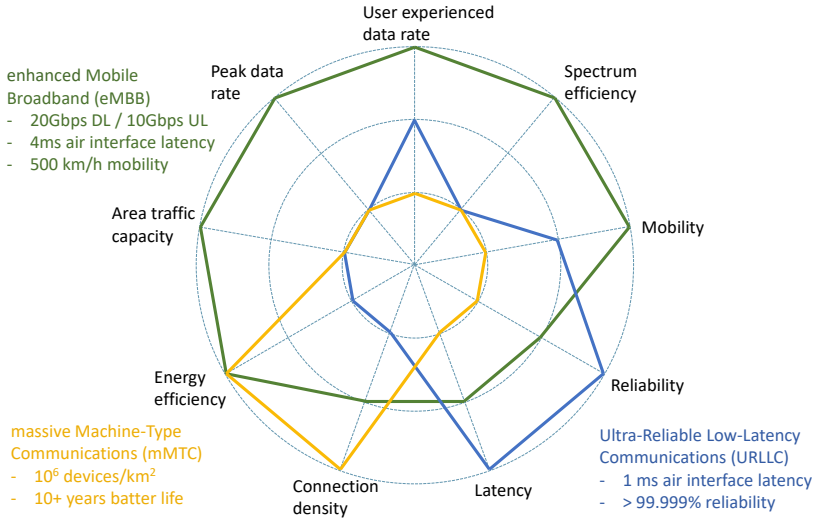 User experienced
data rate
Peak data
rate
Spectrum
efficiency
enhanced Mobile
Broadband (eMBB)
- 20Gbps DL / 10Gbps UL
- 4ms air interface latency
- 500 km/h mobility
Area traffic
capacity
Mobility
Energy
efficiency
Reliability
massive Machine-Type
Communications (mMTC)
- 10⁶ devices/km²
- 10+ years batter life
Connection
density
Latency
Ultra-Reliable Low-Latency
Communications (URLLC)
- 1 ms air interface latency
- > 99.999% reliability